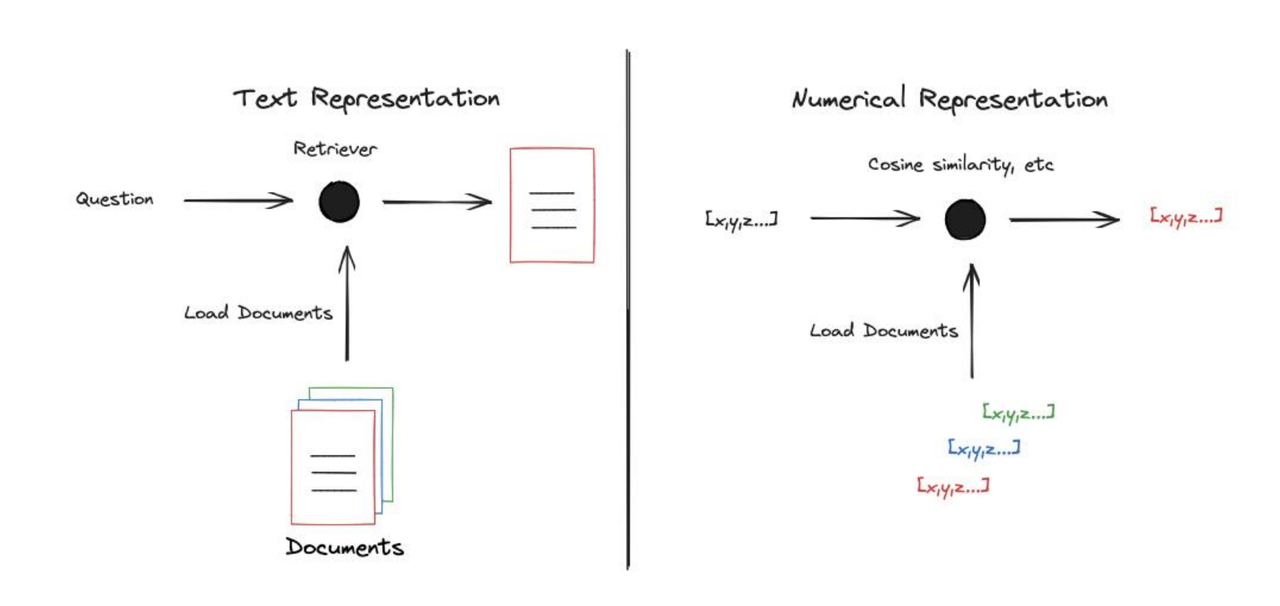 Text Representation
Retriever
Question
Load Documents
Documents
Numerical Representation
Cosine similarity, etc
[x,y,z...]
[x,y,z...]
Load Documents
[x,y,z...]
[x,y,z...]
[x,y,z...]